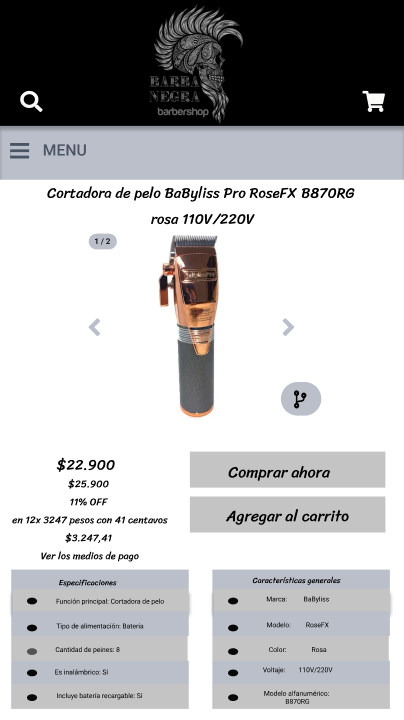 BARBA
NEGRA
barbershop
MENU
Cortadora de pelo BaByliss Pro RoseFX B870RG
rosa 110V/220V
1 / 2
$22.900
$25.900
11% OFF
en 12x 3247 pesos con 41 centavos
$3.247,41
Ver los medios de pago
Comprar ahora
Agregar al carrito
Especificaciones
Función principal: Cortadora de pelo
Tipo de alimentación: Batería
Cantidad de peines: 8
Es inalámbrico: Sí
Incluye batería recargable: Sí
Características generales
Marca: BaByliss
Modelo: RoseFX
Color: Rosa
Voltaje: 110V/220V
Modelo alfanumérico:
B870RG